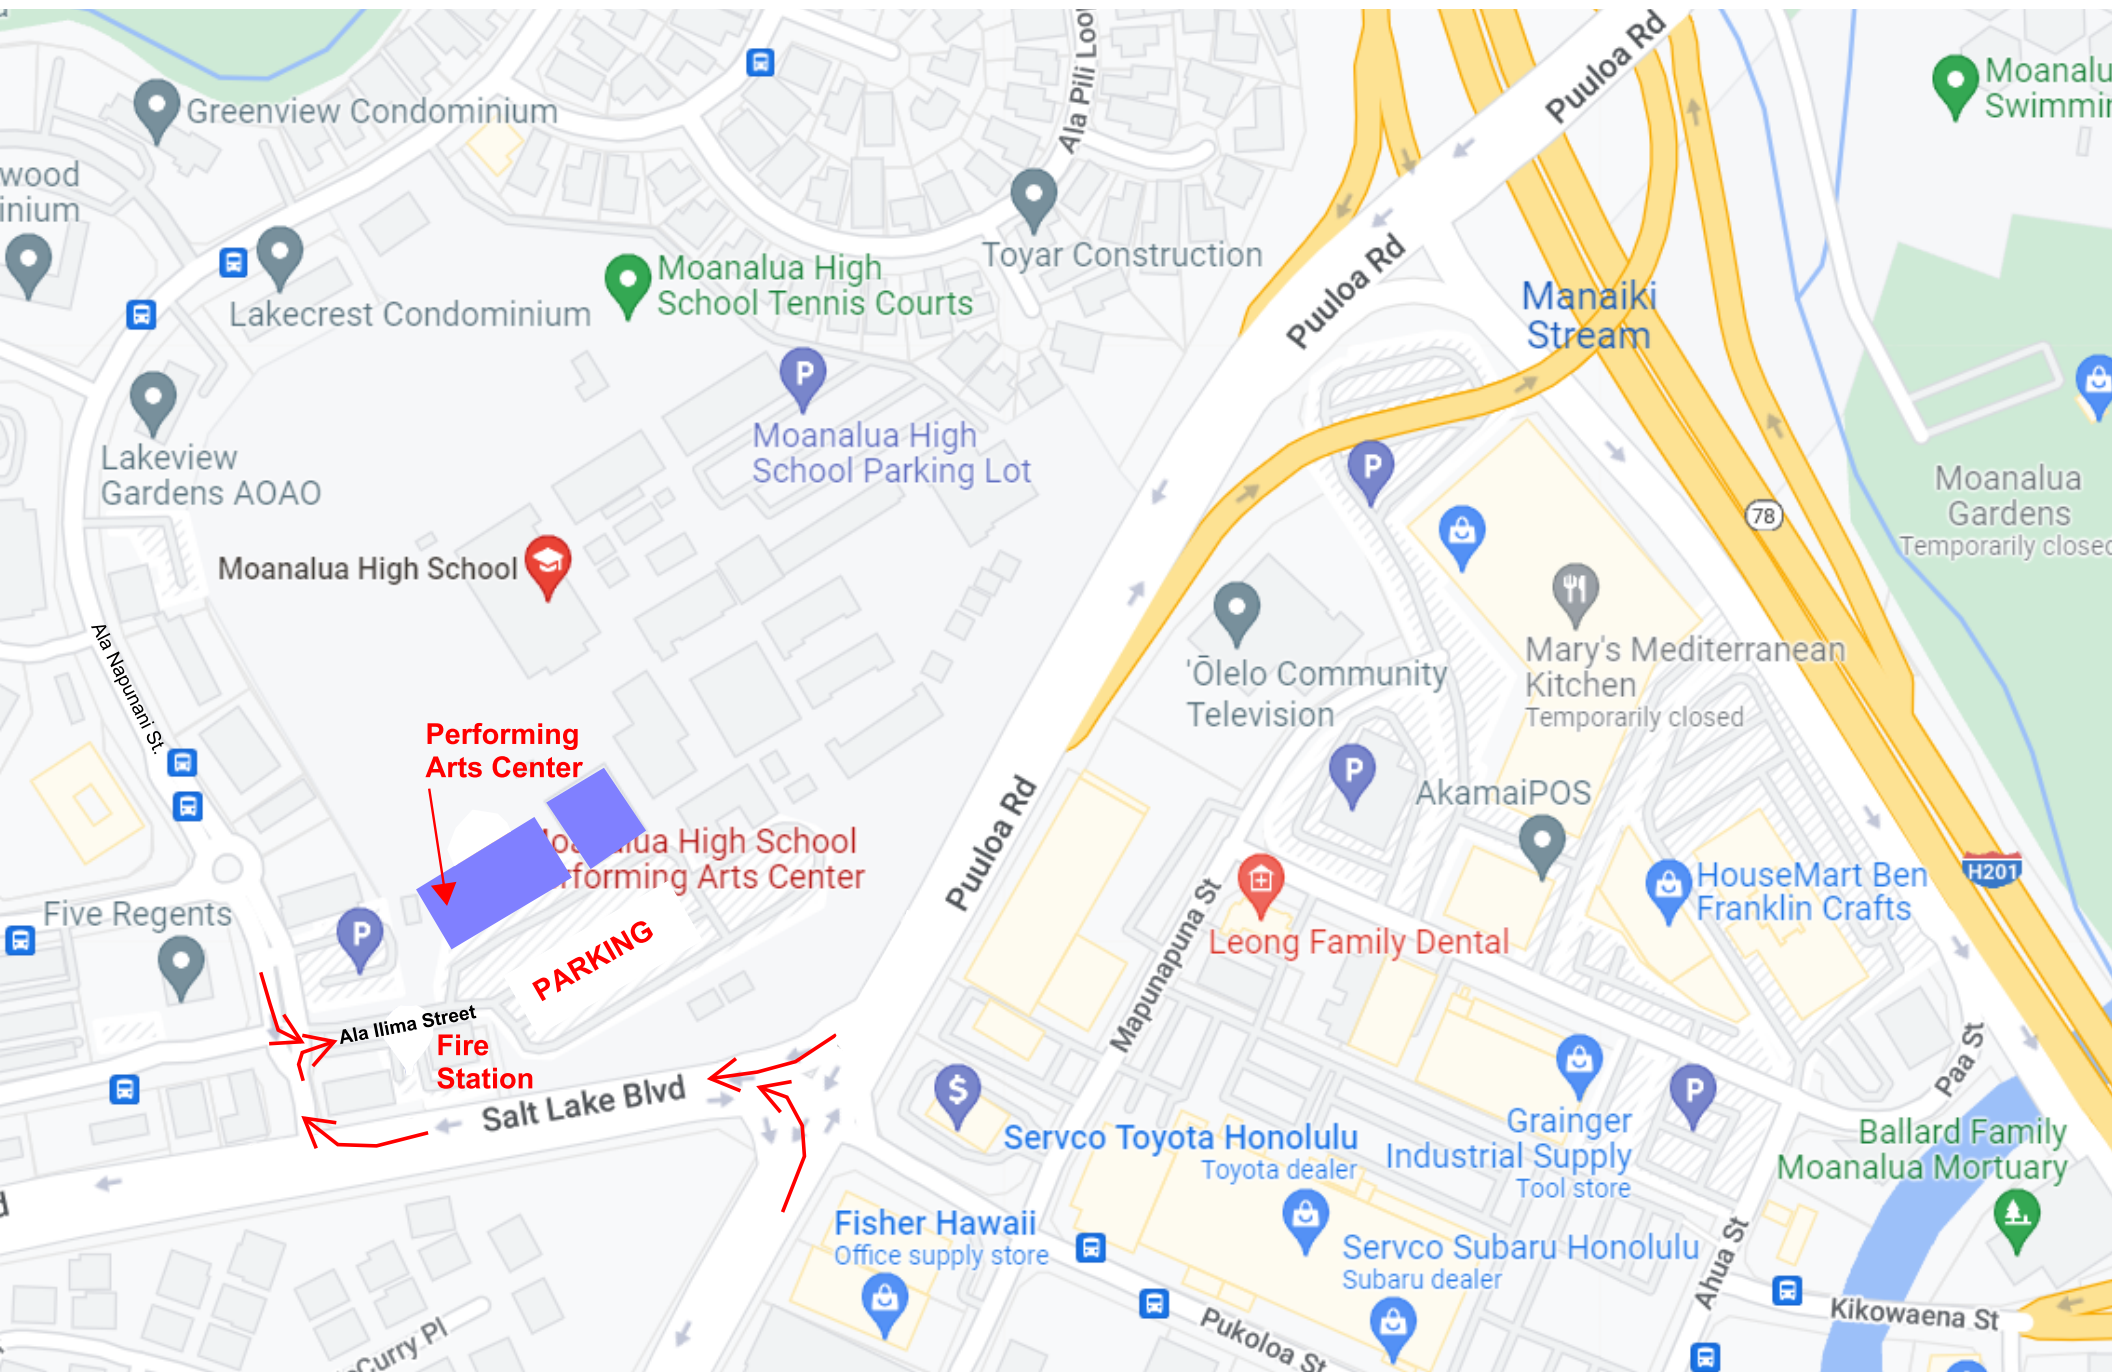 Greenview Condominium
wood
inium
Lakecrest Condominium
Lakeview
Gardens AOAO
Moanalua High School
Ala Napunani St.
Five Regents
Moanalua High
School Tennis Courts
P
Moanalua High
School Parking Lot
Ala Pili Loo
Toyar Construction
Puuloa Rd
Puuloa Rd
Manaiki
Stream
Moanalu
Swimmin
Moanalua
Gardens
Temporarily closed
78
P
Mary's Mediterranean
Kitchen
Temporarily closed
'Ōlelo Community
Television
P
AkamaiPOS
Performing
Arts Center
lua High School
rforming Arts Center
PARKING
P
Ala Ilima Street
Fire
Station
Salt Lake Blvd
d
Curry Pl
Puuloa Rd
Mapunapuna St
Leong Family Dental
HouseMart Ben
Franklin Crafts
H201
$
Servco Toyota Honolulu
Toyota dealer
Grainger
Industrial Supply
Tool store
P
Paa St
Ballard Family
Moanalua Mortuary
Fisher Hawaii
Office supply store
Servco Subaru Honolulu
Subaru dealer
Ahua St
Kikowaena St
Pukoloa St